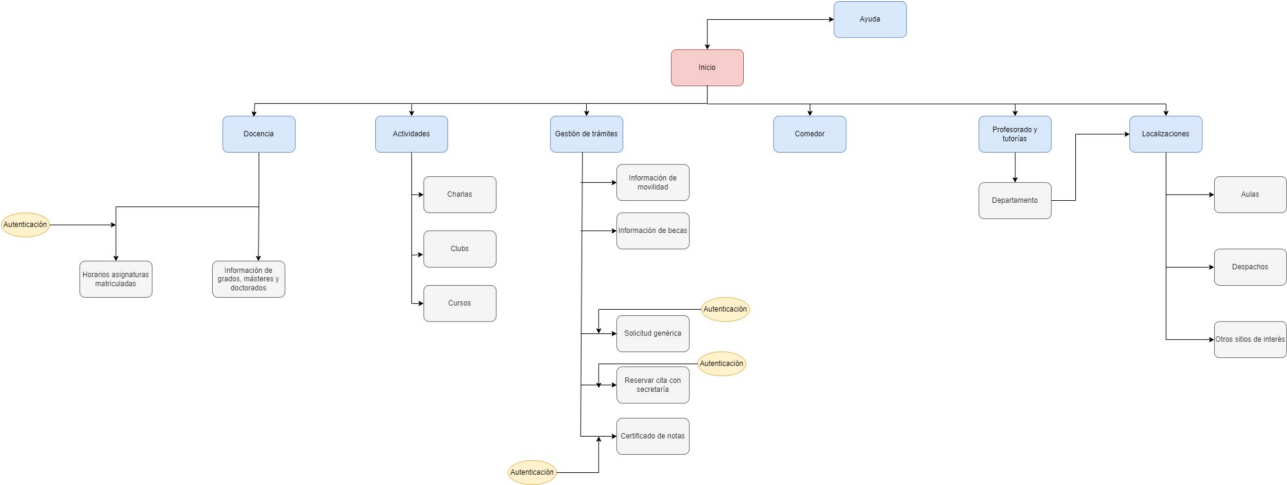 Ayuda
Inicio
Docencia
Actividades
Gestión de trámites
Comedor
Profesorado y
tutorías
Localizaciones
Información de
movilidad
Charlas
Departamento
Aulas
Autenticación
Información de becas
Clubs
Despachos
Horarios asignaturas
matriculadas
Información de
grados, másteres y
doctorados
Cursos
Autenticación
Solicitud genérica
Otros sitios de interés
Autenticación
Reservar cita con
secretaría
Certificado de notas
Autenticación